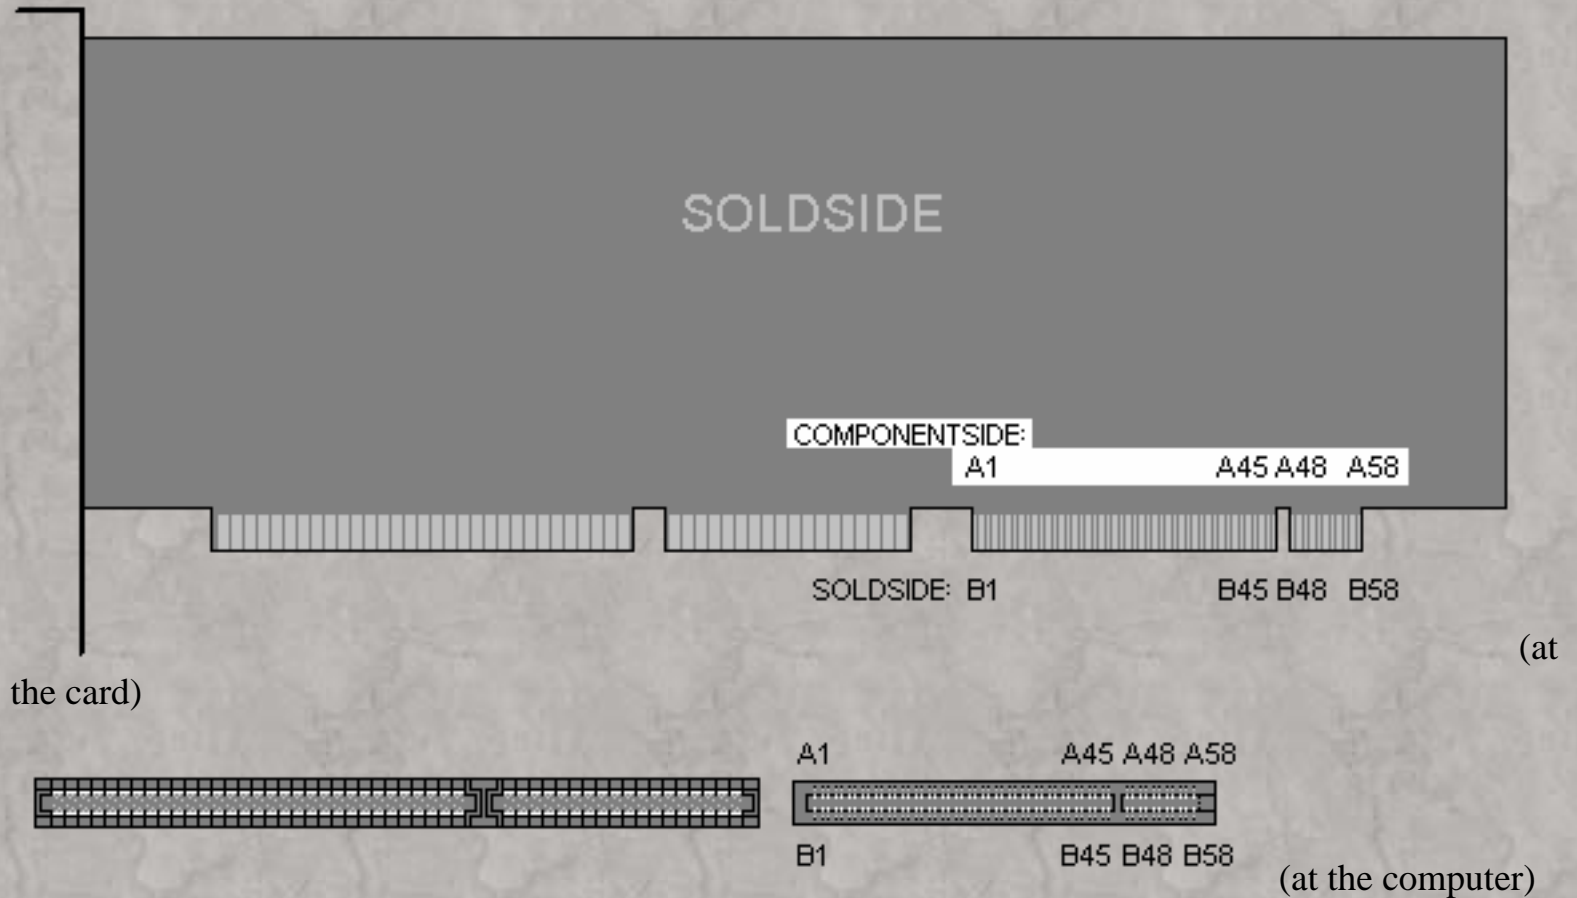 SOLDSIDE
COMPONENTSIDE:
A1 A45 A48 A58
SOLDSIDE: B1 B45 B48 B58
(at
the card)
A1 A45 A48 A58
B1 B45 B48 B58
(at the computer)